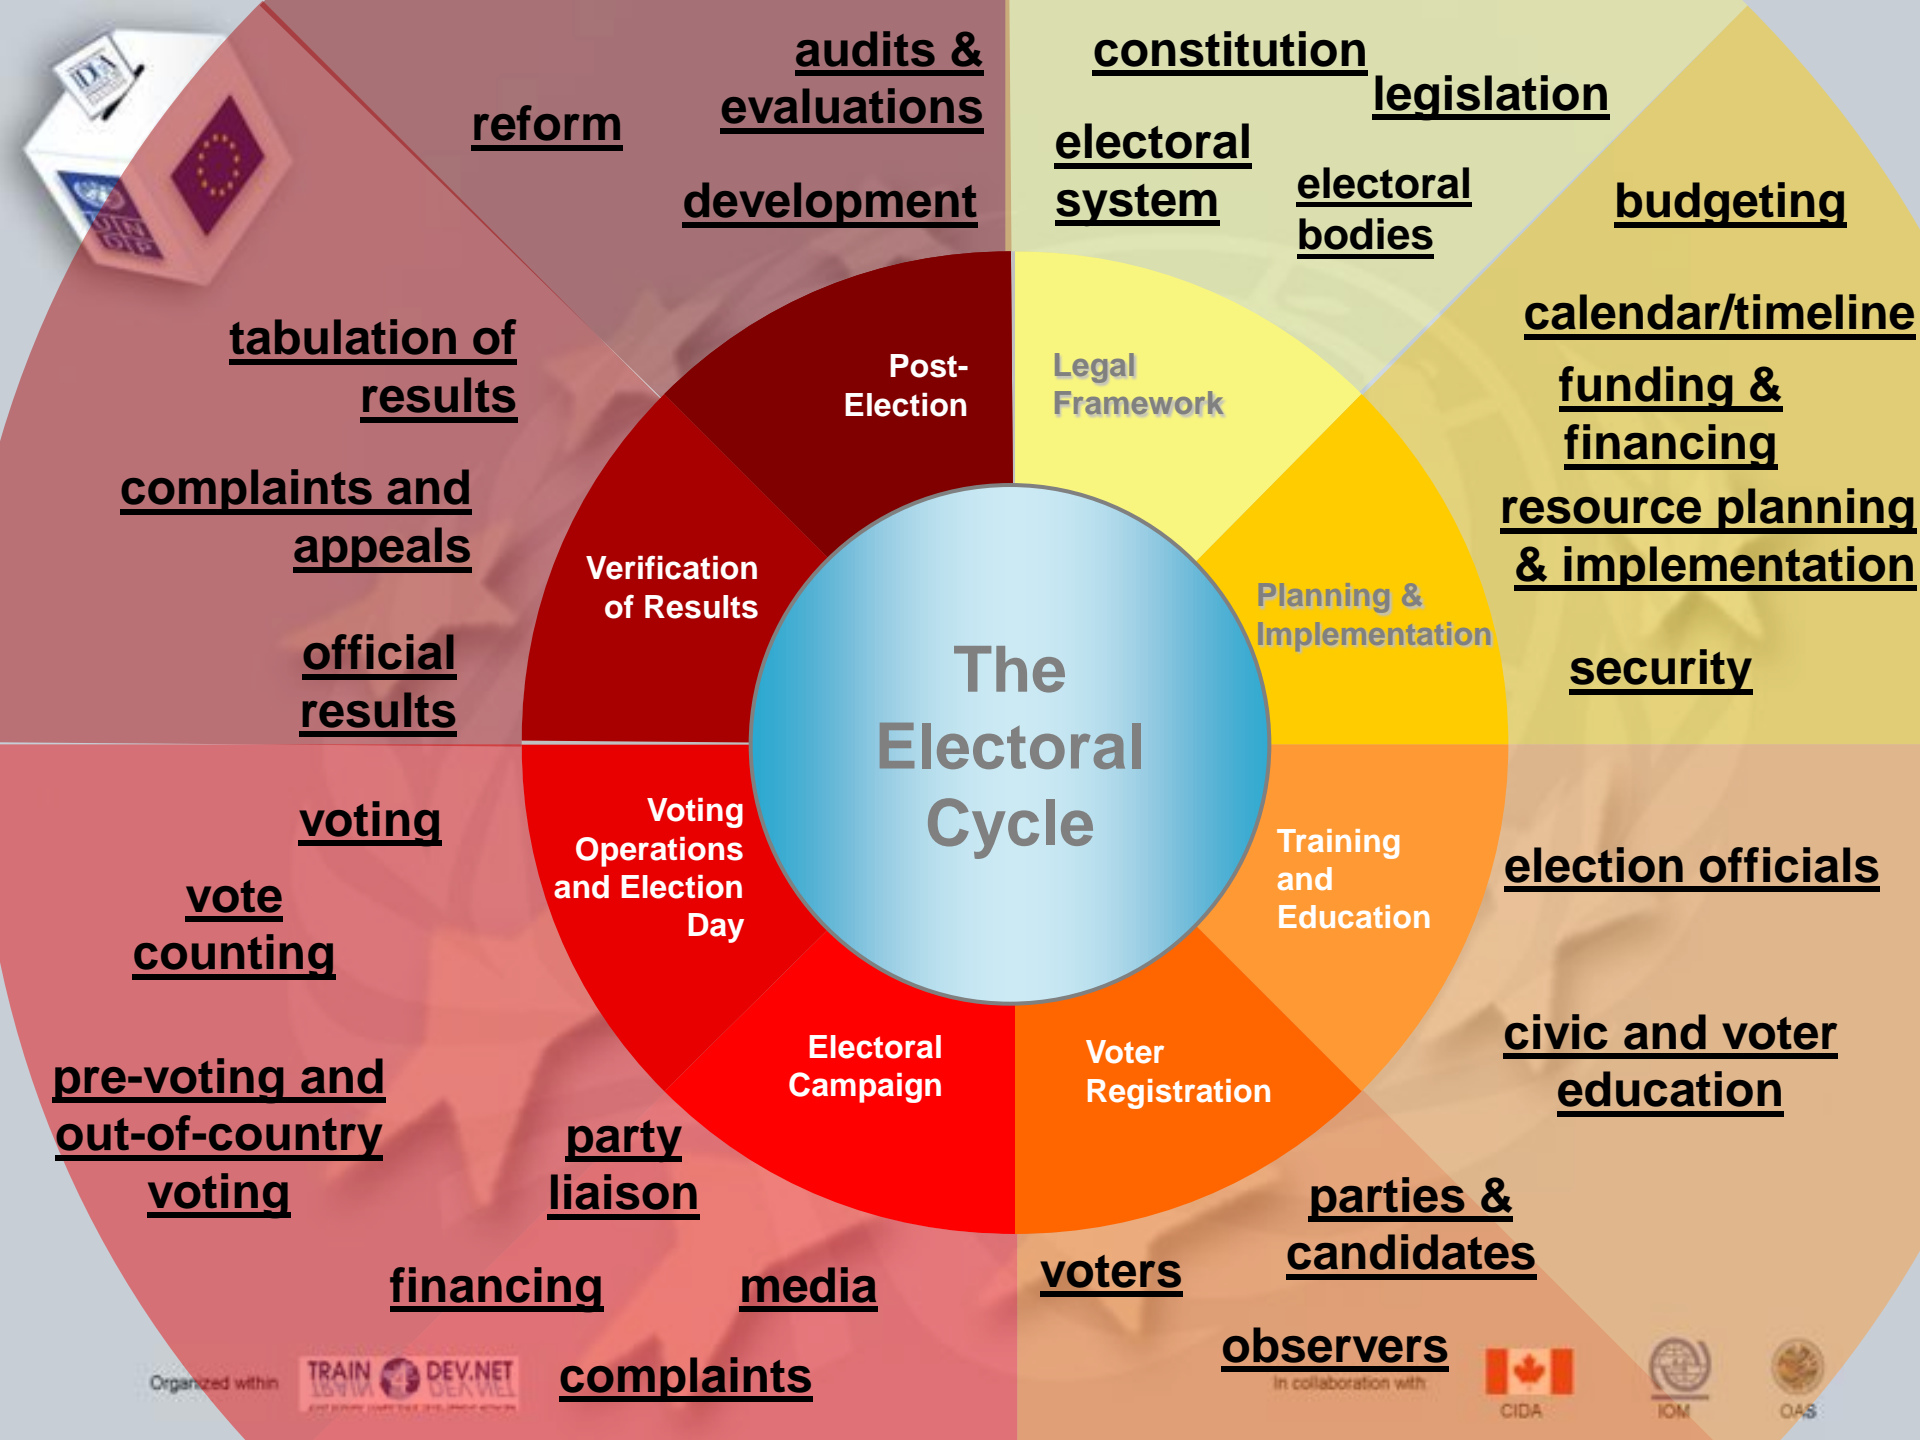 audits &
evaluations
reform
development
constitution
legislation
electoral
system
electoral
bodies
budgeting
calendar/timeline
funding &
financing
resource planning
& implementation
security
tabulation of
results
complaints and
appeals
official
results
Post-
Election
Legal
Framework
Verification
of Results
Planning &
Implementation
The
Electoral
Cycle
Voting
Operations
and Election
Day
Training
and
Education
Electoral
Campaign
Voter
Registration
voting
vote
counting
pre-voting and
out-of-country
voting
election officials
civic and voter
education
party
liaison
financing
media
complaints
voters
parties &
candidates
observers
Organized within
TRAIN 4 DEV.NET
In collaboration with
CIDA
IOM
OAS
IDEA
UN
DP